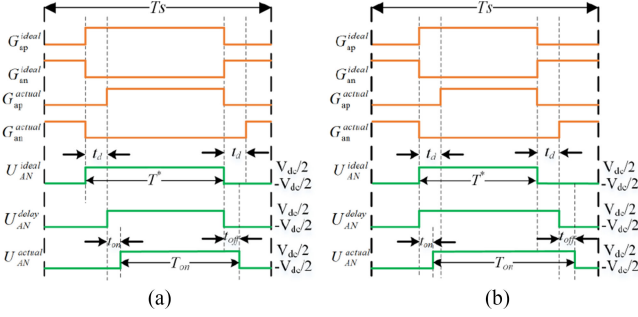 Ts
G_ap^ideal
G_an^ideal
G_ap^actual
G_an^actual
t_d t_d
U_AN^ideal T* V_dc/2
-V_dc/2
U_AN^delay V_dc/2
-V_dc/2
t_on t_off
U_AN^actual T_on V_dc/2
-V_dc/2
(a)
Ts
G_ap^ideal
G_an^ideal
G_ap^actual
G_an^actual
t_d t_d
U_AN^ideal T* V_dc/2
-V_dc/2
U_AN^delay V_dc/2
-V_dc/2
t_on t_off
U_AN^actual T_on V_dc/2
-V_dc/2
(b)